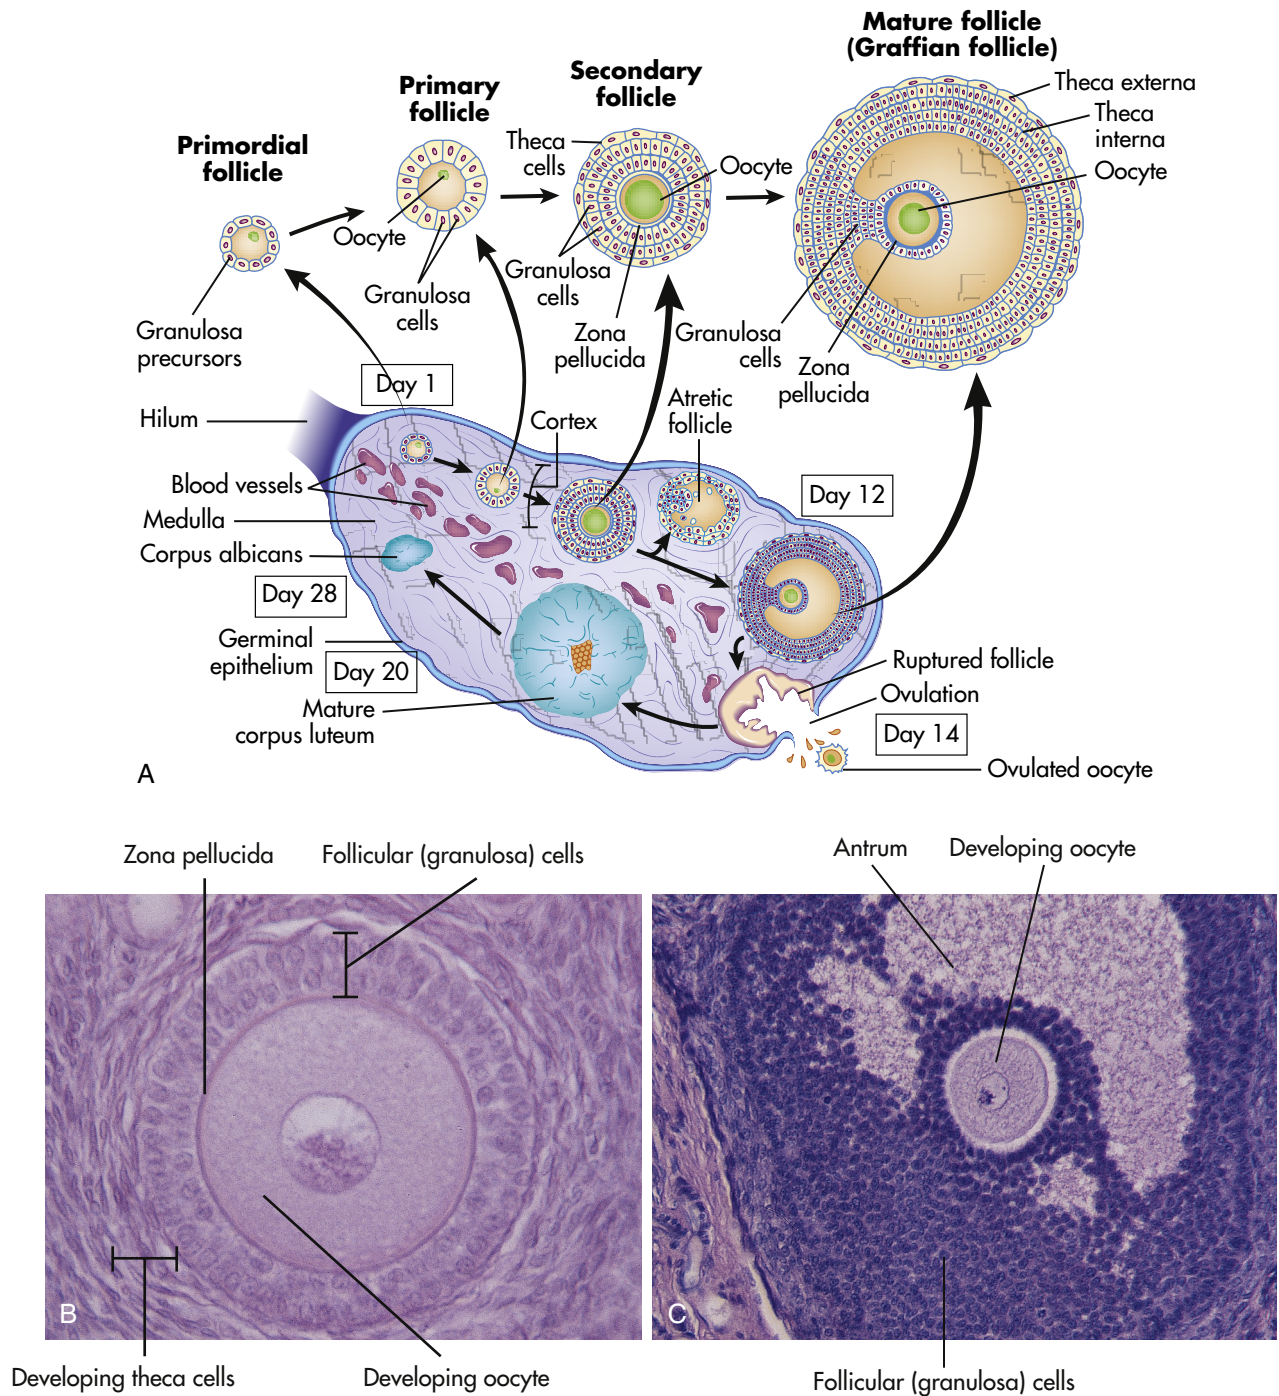 Mature follicle
(Graffian follicle)
Theca externa
Theca
interna
Oocyte
Secondary
follicle
Primary
follicle
Theca
cells
Oocyte
Primordial
follicle
Oocyte
Granulosa
cells
Granulosa
cells
Zona
pellucida
Granulosa
cells
Zona
pellucida
Granulosa
precursors
Day 1
Hilum
Cortex
Atretic
follicle
Blood vessels
Day 12
Medulla
Corpus albicans
Day 28
Germinal
epithelium
Day 20
Mature
corpus luteum
Ruptured follicle
Ovulation
Day 14
Ovulated oocyte
A
Zona pellucida
Follicular (granulosa) cells
Antrum
Developing oocyte
B
C
Developing theca cells
Developing oocyte
Follicular (granulosa) cells